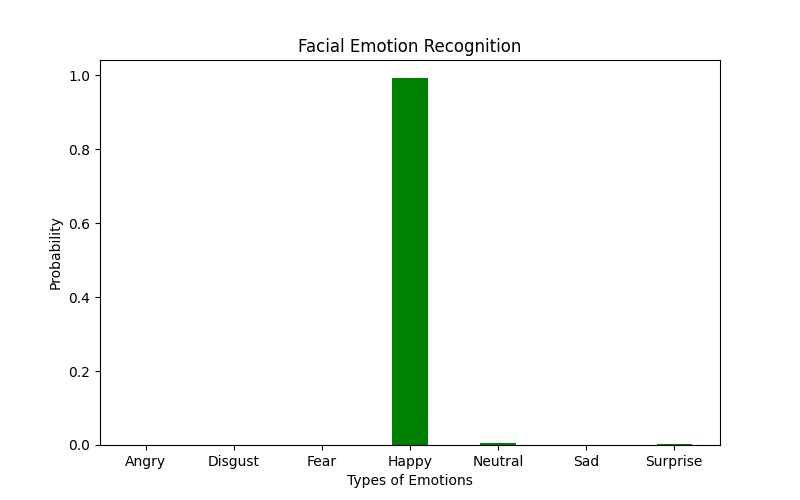 Facial Emotion Recognition
1.0
0.8
0.6
0.4
0.2
0.0
Probability
Angry Disgust Fear Happy Neutral Sad Surprise
Types of Emotions